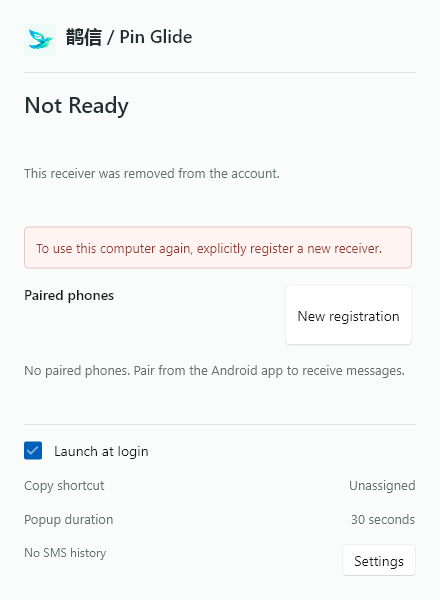 鹊信 / Pin Glide
Not Ready
This receiver was removed from the account.
To use this computer again, explicitly register a new receiver.
Paired phones
New registration
No paired phones. Pair from the Android app to receive messages.
Launch at login
Copy shortcut
Unassigned
Popup duration
30 seconds
No SMS history
Settings